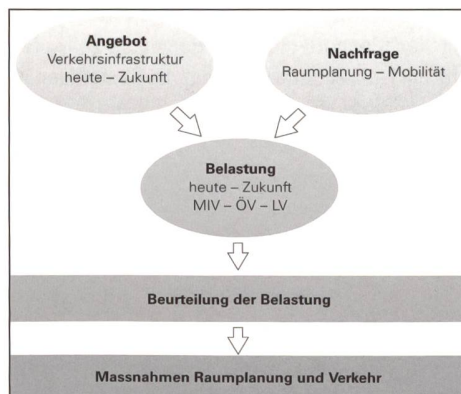 Angebot
Verkehrsinfrastruktur
heute – Zukunft
Nachfrage
Raumplanung – Mobilität
Belastung
heute – Zukunft
MIV – ÖV – LV
Beurteilung der Belastung
Massnahmen Raumplanung und Verkehr